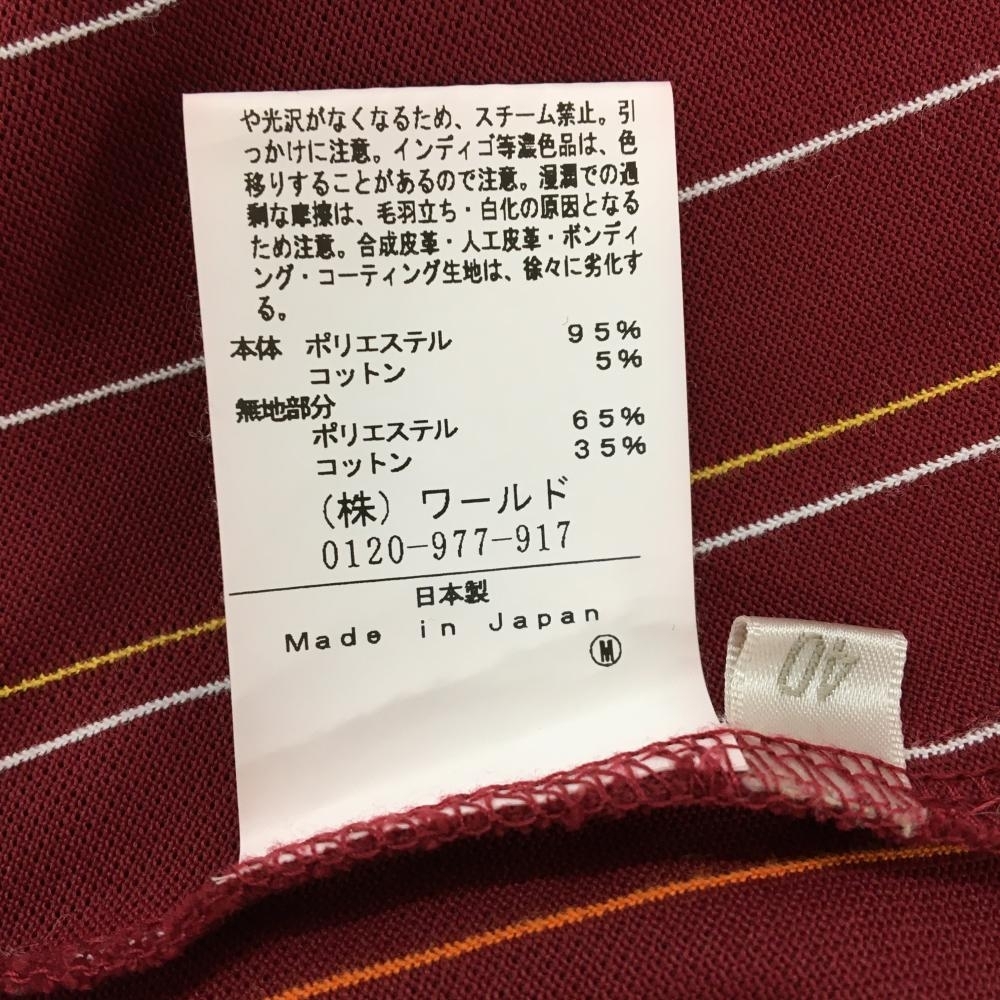 や光沢がなくなるため、スチーム禁止。引
っかけに注意。インディゴ等濃色品は、色
移りすることがあるので注意。湿潤での過
剰な摩擦は、毛羽立ち・白化の原因となる
ため注意。合成皮革・人工皮革・ボンディ
ング・コーティング生地は、徐々に劣化す
る。
本体 ポリエステル 95%
コットン 5%
無地部分
ポリエステル 65%
コットン 35%
(株) ワールド
0120-977-917
日本製
Made in Japan
M
40